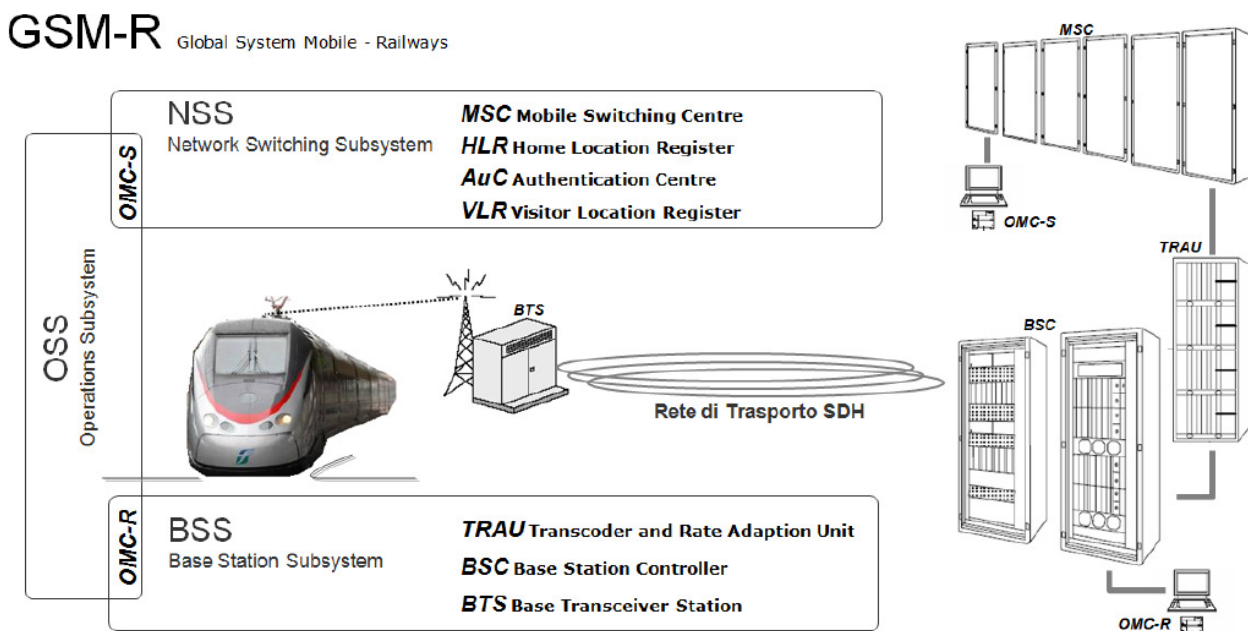 GSM-R Global System Mobile - Railways
NSS
Network Switching Subsystem
MSC Mobile Switching Centre
HLR Home Location Register
AuC Authentication Centre
VLR Visitor Location Register
OMC-S
OSS
Operations Subsystem
OMC-R
BSS
Base Station Subsystem
TRAU Transcoder and Rate Adaption Unit
BSC Base Station Controller
BTS Base Transceiver Station
BTS
Rete di Trasporto SDH
MSC
OMC-S
TRAU
BSC
OMC-R